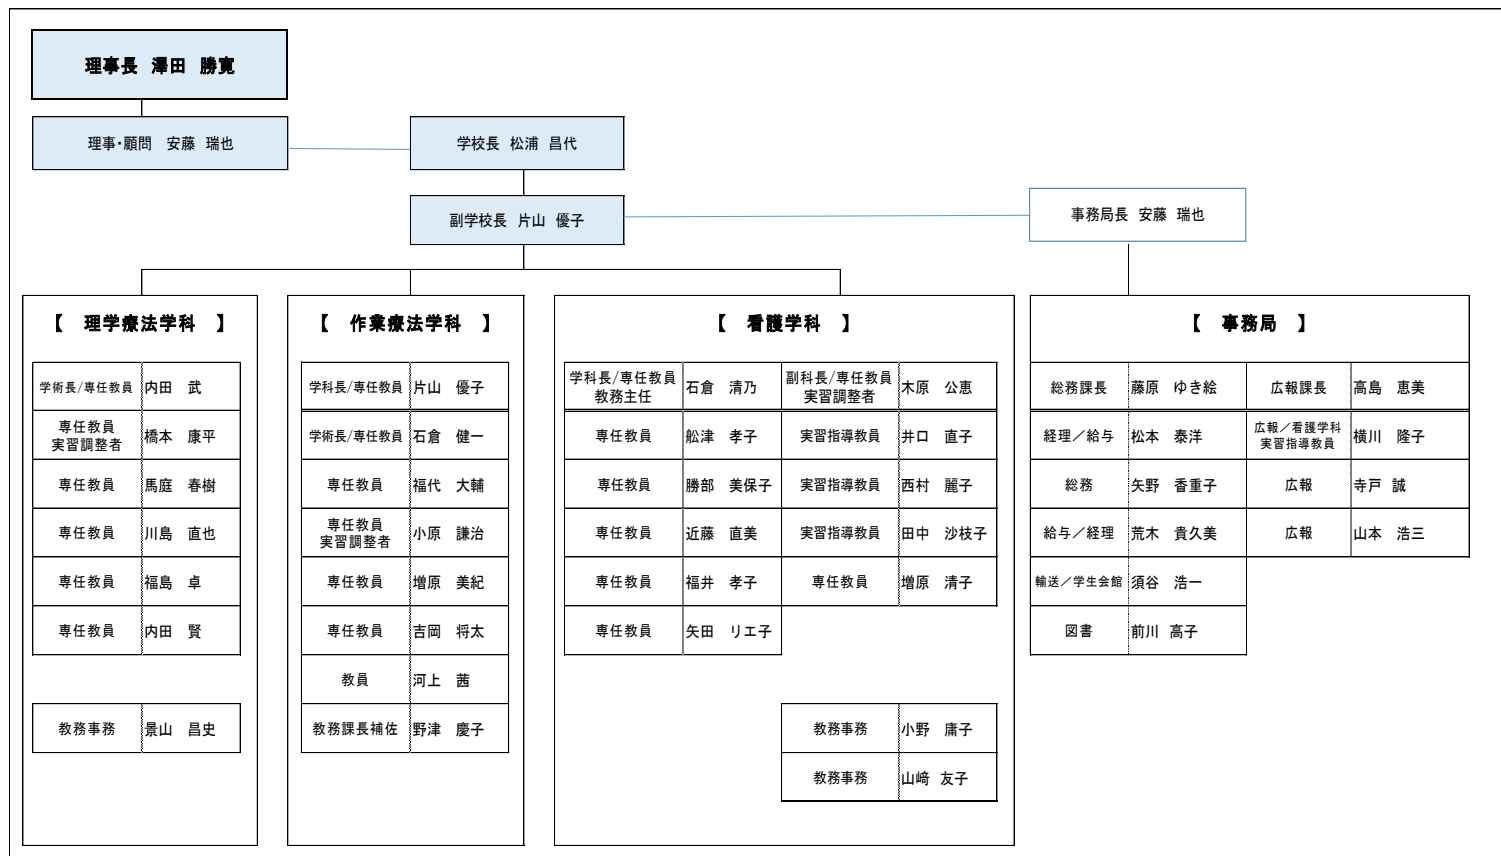 理事長 澤田 勝寛
理事・顧問 安藤 瑞也
学校長 松浦 昌代
副学校長 片山 優子
事務局長 安藤 瑞也
【 理学療法学科 】
学術長/専任教員 内田 武
専任教員
実習調整者 橋本 康平
専任教員 馬庭 春樹
専任教員 川島 直也
専任教員 福島 卓
専任教員 内田 賢
教務事務 景山 昌史
【 作業療法学科 】
学科長/専任教員 片山 優子
学術長/専任教員 石倉 健一
専任教員 福代 大輔
専任教員
実習調整者 小原 謙治
専任教員 増原 美紀
専任教員 吉岡 将太
教員 河上 茜
教務課長補佐 野津 慶子
【 看護学科 】
学科長/専任教員
教務主任 石倉 清乃
副科長/専任教員
実習調整者 木原 公恵
専任教員 舩津 孝子
実習指導教員 井口 直子
専任教員 勝部 美保子
実習指導教員 西村 麗子
専任教員 近藤 直美
実習指導教員 田中 沙枝子
専任教員 福井 孝子
専任教員 増原 清子
専任教員 矢田 リエ子
教務事務 小野 庸子
教務事務 山﨑 友子
【 事務局 】
総務課長 藤原 ゆき絵
広報課長 高島 恵美
経理／給与 松本 泰洋
広報／看護学科
実習指導教員 横川 隆子
総務 矢野 香重子
広報 寺戸 誠
給与／経理 荒木 貴久美
広報 山本 浩三
輸送／学生会館 須谷 浩一
図書 前川 高子